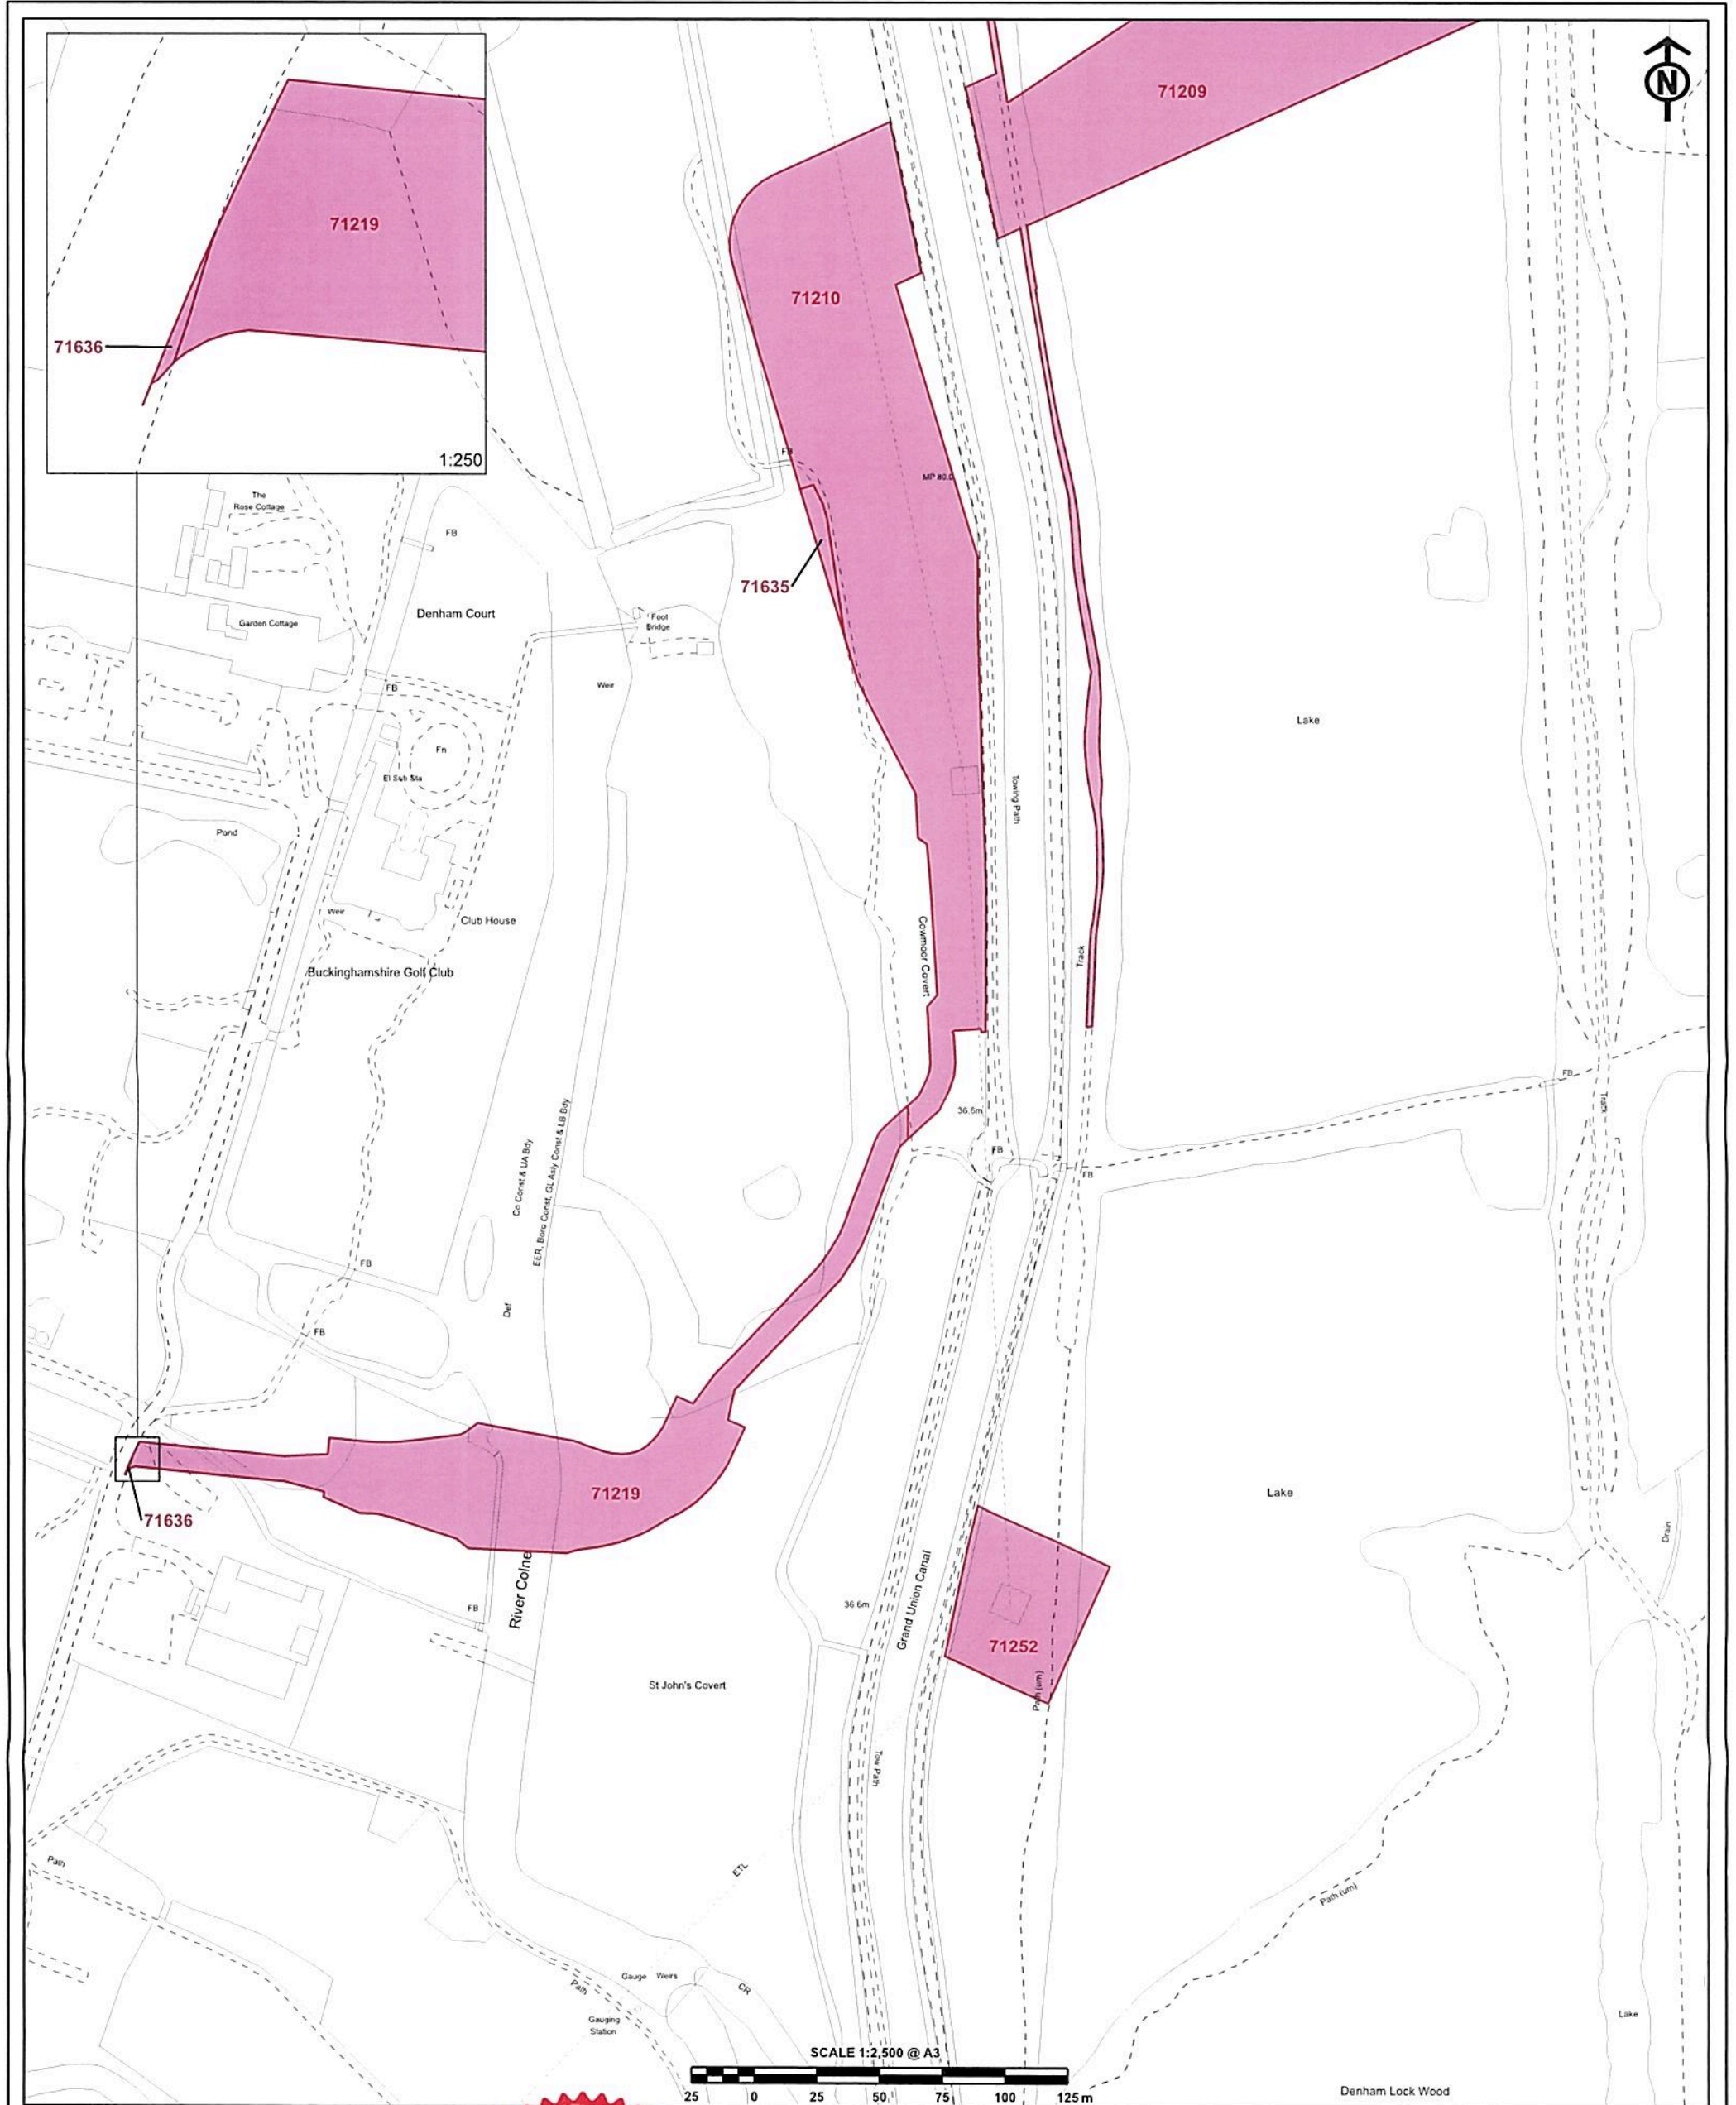 N
71209
71219
71636
1:250
71210
FB
MP 80.0
The
Rose Cottage
FB
71635
Denham Court
Garden Cottage
Foot
Bridge
FB
Weir
Lake
Fn
El Sub Sta
Towing Path
Pond
Weir
Club House
Cowmoor Covert
Track
Buckinghamshire Golf Club
FB
Track
36.6m
FB
FB
Co Const & UA Bdy
EER, Boro Const, GL Asly Const & LB Bdy
FB
Def
FB
71219
Lake
71636
Drain
River Colne
FB
36.6m
Grand Union Canal
71252
Path (um)
St John's Covert
Tow Path
Path
ETL
Path (um)
Gauge Weirs
CR
Path
Gauging
Station
Lake
SCALE 1:2,500 @ A3
25 0 25 50 75 100 125 m
Denham Lock Wood